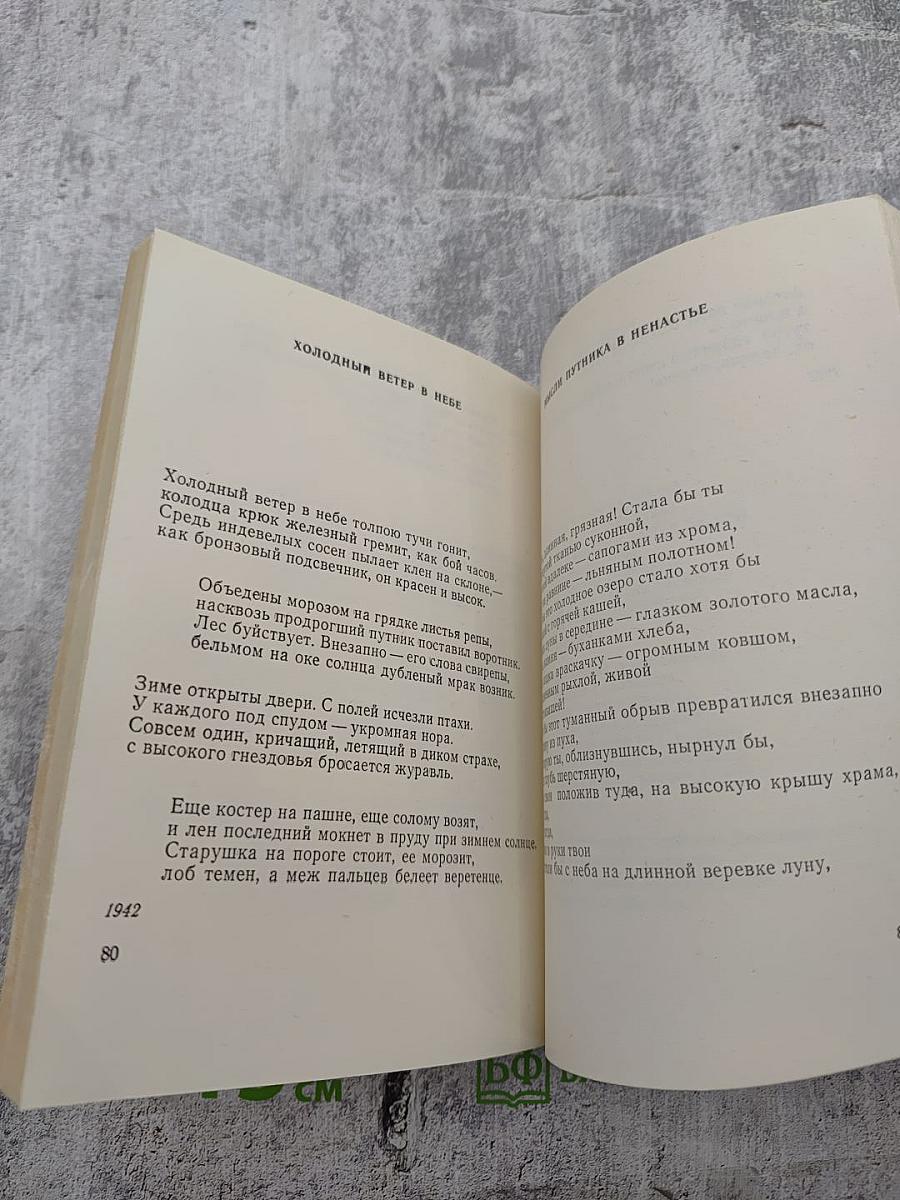 ХОЛОДНЫЙ ВЕТЕР В НЕБЕ
Холодный ветер в небе толпою тучи гонит,
колодца крюк железный гремит, как бой часов.
Средь индевелых сосен пылает клен на склоне,—
как бронзовый подсвечник, он красен и высок.
Объедены морозом на грядке листья репы,
насквозь продрогший путник поставил воротник.
Лес буйствует. Внезапно — его слова свирепы,
бельмом на оке солнца дубленый мрак возник.
Зиме открыты двери. С полей исчезли птахи.
У каждого под спудом — укромная нора.
Совсем один, кричащий, летящий в диком страхе,
с высокого гнездовья бросается журавль.
Еще костер на пашне, еще солому возят,
и лен последний мокнет в пруду при зимнем солнце.
Старушка на пороге стоит, ее морозит,
лоб темен, а меж пальцев белеет веретенце.
1942
80
МЫСЛИ ПУТНИКА В НЕНАСТЬЕ
грязная! Стала бы ты
тканью суконной,
сапогами из хрома,
льняным полотном!
это холодное озеро стало хотя бы
с горячей кашей,
в середине — глазком золотого масла,
буханками хлеба,
враскачку — огромным ковшом,
рыхлой, живой
этот туманный обрыв превратился внезапно
из пуха,
ты, облизнувшись, нырнул бы,
шерстяную,
положив туда, на высокую крышу храма,
руки твои
бы с неба на длинной веревке луну,
8
см
БФ